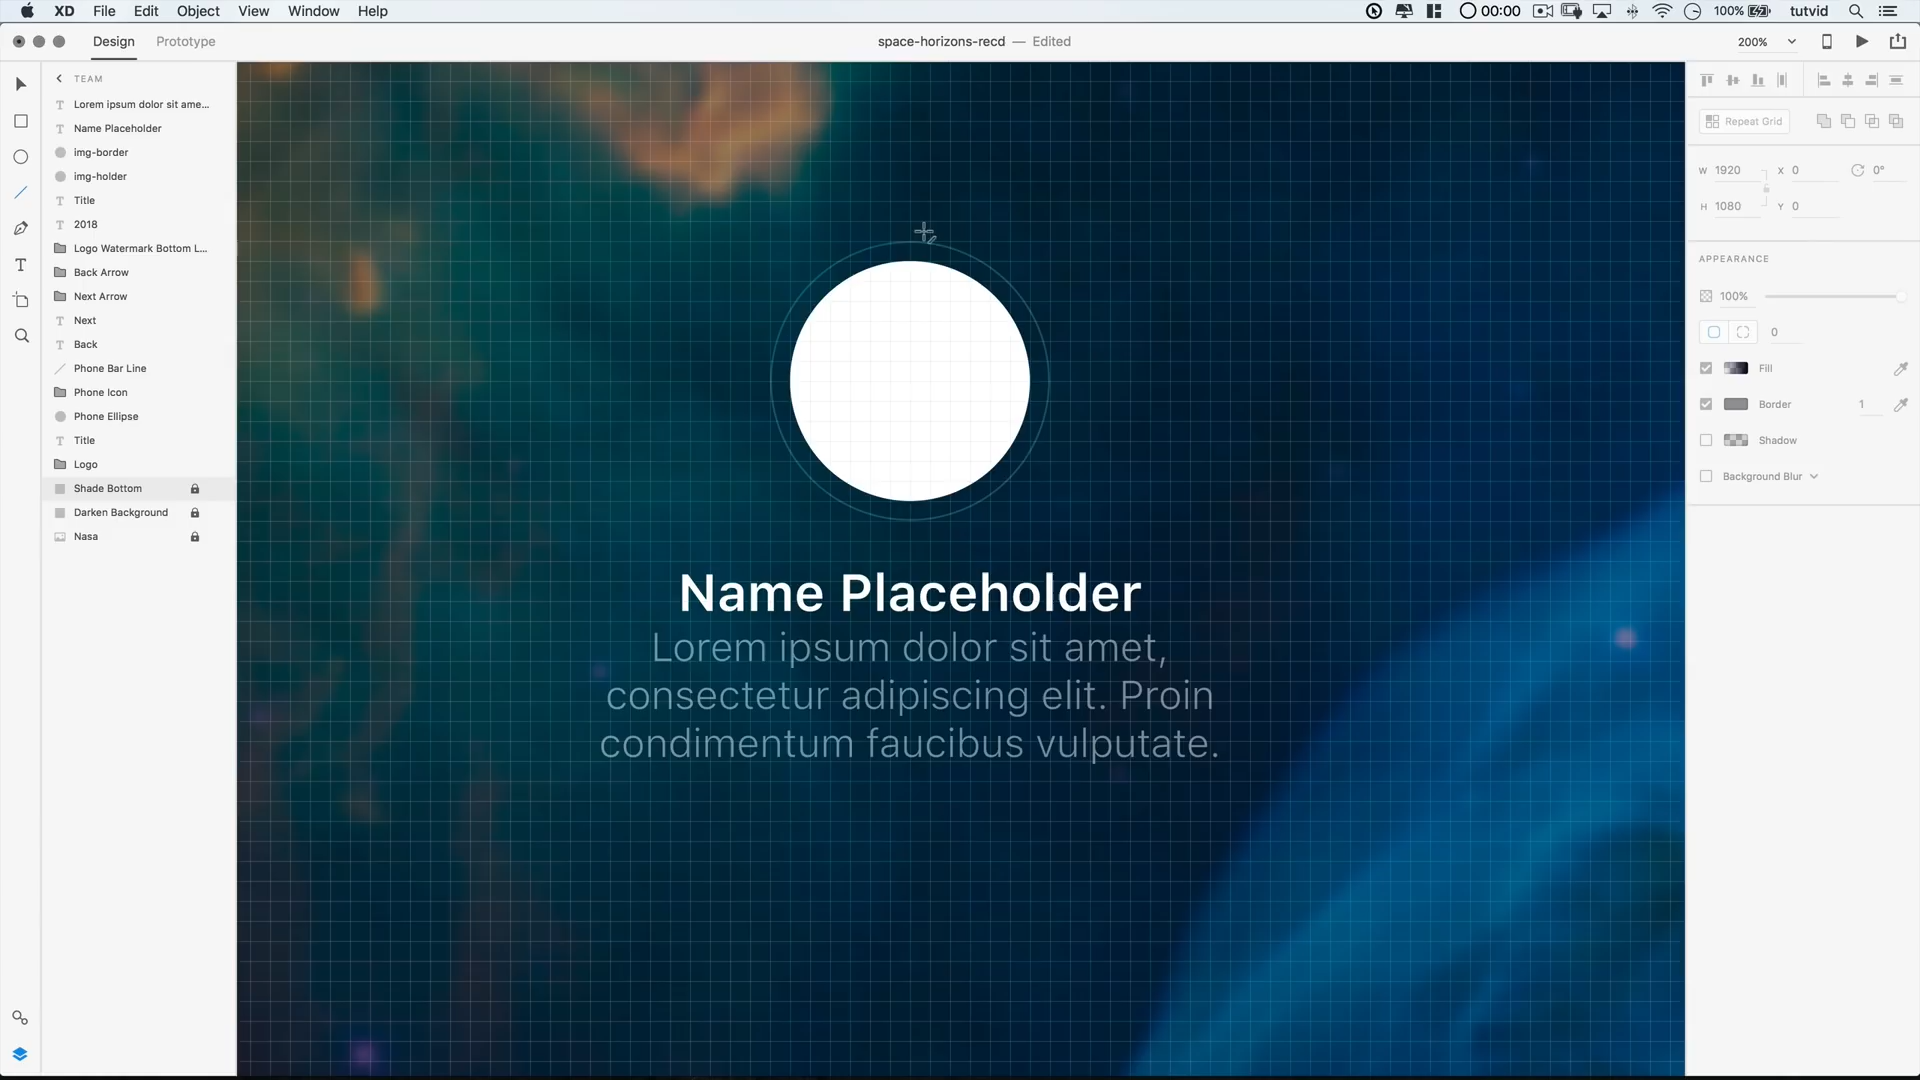 XD File Edit Object View Window Help 00:00 100% tutvid
Design Prototype space-horizons-recd — Edited 200%
TEAM
Lorem ipsum dolor sit ame...
Name Placeholder
img-border
img-holder
Title
2018
Logo Watermark Bottom L...
Back Arrow
Next Arrow
Next
Back
Phone Bar Line
Phone Icon
Phone Ellipse
Title
Logo
Shade Bottom
Darken Background
Nasa
Name Placeholder
Lorem ipsum dolor sit amet,
consectetur adipiscing elit. Proin
condimentum faucibus vulputate.
Repeat Grid
W 1920 X 0 0°
H 1080 Y 0
APPEARANCE
100%
0
Fill
Border 1
Shadow
Background Blur